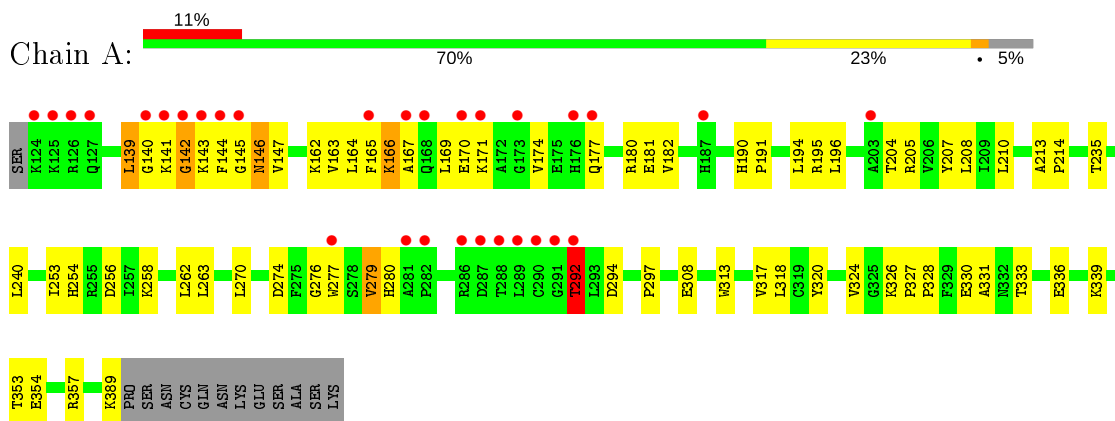 11%
Chain A:
70% 23% • 5%
SER K124 K125 R126 Q127 L139 G140 K141 G142 K143 F144 G145 N146 V147 K162 V163 L164 F165 K166 A167 Q168 L169 E170 K171 A172 G173 V174 E175 H176 Q177 R180 E181 V182 H187 H190 P191 L194 R195 L196 A203 T204 R205 V206 Y207 L208 I209 L210 A213 P214 T235
L240 I253 H254 R255 D256 I257 K258 L262 L263 L270 D274 F275 G276 W277 S278 V279 H280 A281 P282 R286 D287 T288 L289 C290 G291 T292 L293 D294 P297 E308 W313 V317 L318 C319 Y320 V324 G325 K326 P327 P328 F329 E330 A331 N332 T333 E336 K339
T353 E354 R357 K389 PRO SER ASN CYS GLN ASN LYS GLU SER ALA SER LYS